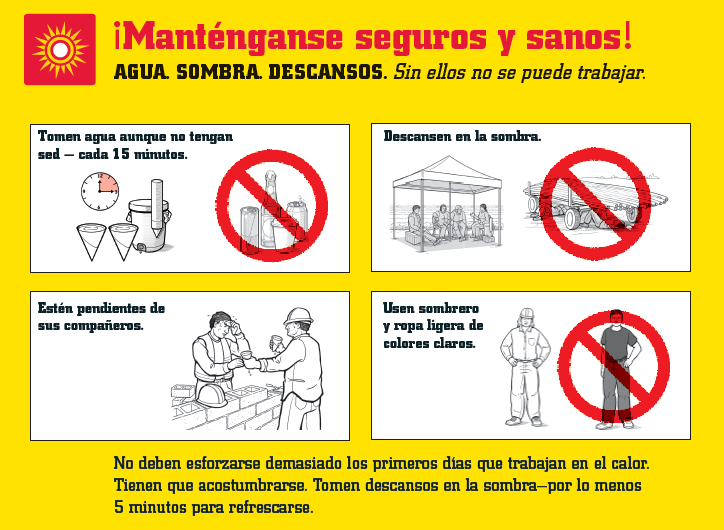 ¡Manténganse seguros y sanos!
AGUA. SOMBRA. DESCANSOS. Sin ellos no se puede trabajar.
Tomen agua aunque no tengan
sed – cada 15 minutos.
Descansen en la sombra.
Estén pendientes de
sus compañeros.
Usen sombrero
y ropa ligera de
colores claros.
No deben esforzarse demasiado los primeros días que trabajan en el calor.
Tienen que acostumbrarse. Tomen descansos en la sombra—por lo menos
5 minutos para refrescarse.